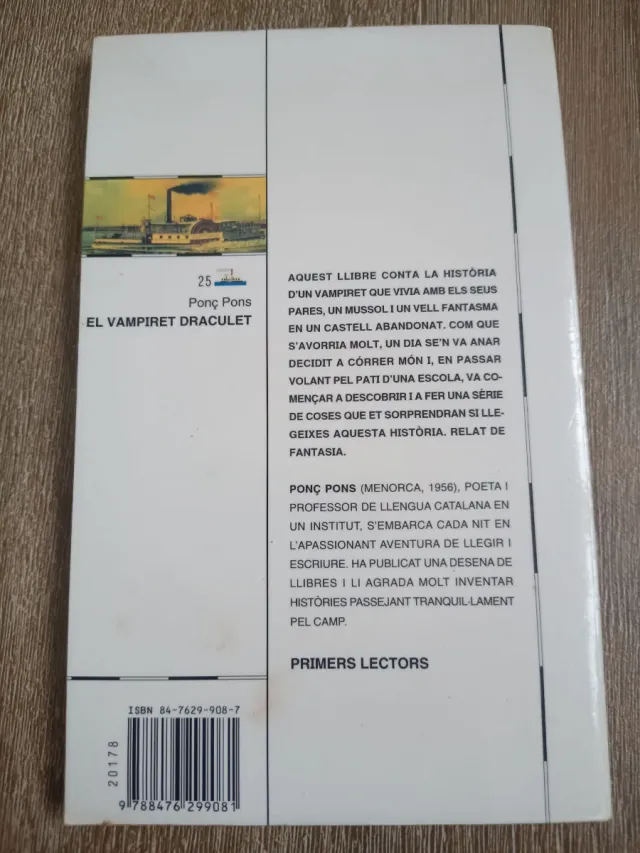 25
Ponç Pons
EL VAMPIRET DRACULET
AQUEST LLIBRE CONTA LA HISTÒRIA
D'UN VAMPIRET QUE VIVIA AMB ELS SEUS
PARES, UN MUSSOL I UN VELL FANTASMA
EN UN CASTELL ABANDONAT. COM QUE
S'AVORRIA MOLT, UN DIA SE'N VA ANAR
DECIDIT A CÓRRER MÓN I, EN PASSAR
VOLANT PEL PATI D'UNA ESCOLA, VA CO-
MENÇAR A DESCOBRIR I A FER UNA SÈRIE
DE COSES QUE ET SORPRENDRAN SI LLE-
GEIXES AQUESTA HISTÒRIA. RELAT DE
FANTASIA.
PONÇ PONS (MENORCA, 1956), POETA I
PROFESSOR DE LLENGUA CATALANA EN
UN INSTITUT, S'EMBARCA CADA NIT EN
L'APASSIONANT AVENTURA DE LLEGIR I
ESCRIURE. HA PUBLICAT UNA DESENA DE
LLIBRES I LI AGRADA MOLT INVENTAR
HISTÒRIES PASSEJANT TRANQUIL·LAMENT
PEL CAMP.
PRIMERS LECTORS
ISBN 84-7629-908-7
20178
9 788476 299081